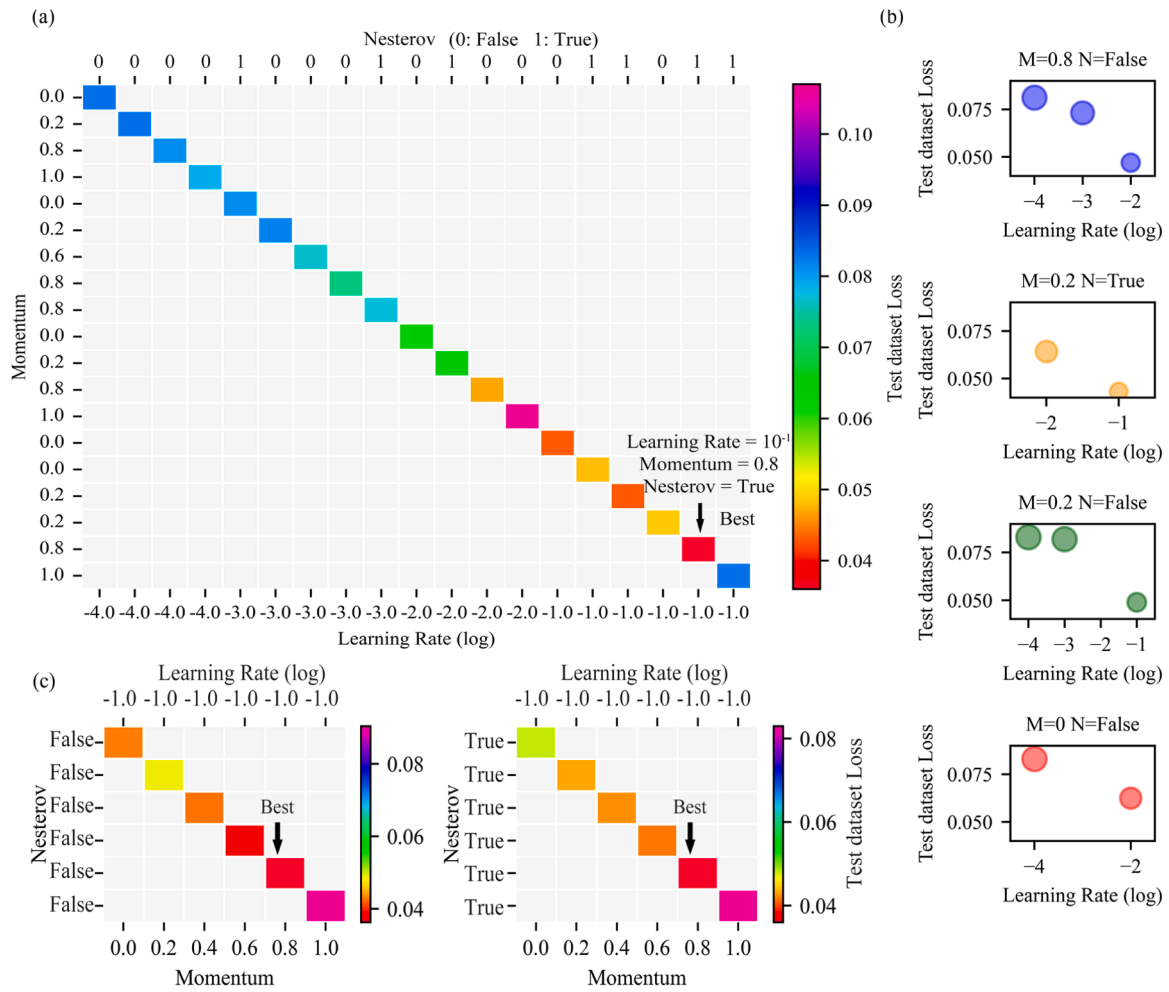 (a)
Nesterov (0: False 1: True)
0 0 0 0 1 0 0 0 1 0 1 0 0 0 1 1 0 1 1
Momentum
0.0
0.2
0.8
1.0
0.0
0.2
0.6
0.8
0.8
0.0
0.2
0.8
1.0
0.0
0.0
0.2
0.2
0.8
1.0
Learning Rate = 10-1
Momentum = 0.8
Nesterov = True
Best
-4.0 -4.0 -4.0 -4.0 -3.0 -3.0 -3.0 -3.0 -3.0 -2.0 -2.0 -2.0 -2.0 -1.0 -1.0 -1.0 -1.0 -1.0 -1.0
Learning Rate (log)
0.10
0.09
0.08
0.07
0.06
0.05
0.04
Test dataset Loss
(b)
M=0.8 N=False
Test dataset Loss
0.075
0.050
−4 −3 −2
Learning Rate (log)
M=0.2 N=True
Test dataset Loss
0.075
0.050
−2 −1
Learning Rate (log)
M=0.2 N=False
Test dataset Loss
0.075
0.050
−4 −3 −2 −1
Learning Rate (log)
M=0 N=False
Test dataset Loss
0.075
0.050
−4 −2
Learning Rate (log)
(c)
Learning Rate (log)
-1.0 -1.0 -1.0 -1.0 -1.0 -1.0
Nesterov
False
False
False
False
False
False
Best
0.0 0.2 0.4 0.6 0.8 1.0
Momentum
0.08
0.06
0.04
Learning Rate (log)
-1.0 -1.0 -1.0 -1.0 -1.0 -1.0
Nesterov
True
True
True
True
True
True
Best
0.0 0.2 0.4 0.6 0.8 1.0
Momentum
0.08
0.06
0.04
Test dataset Loss